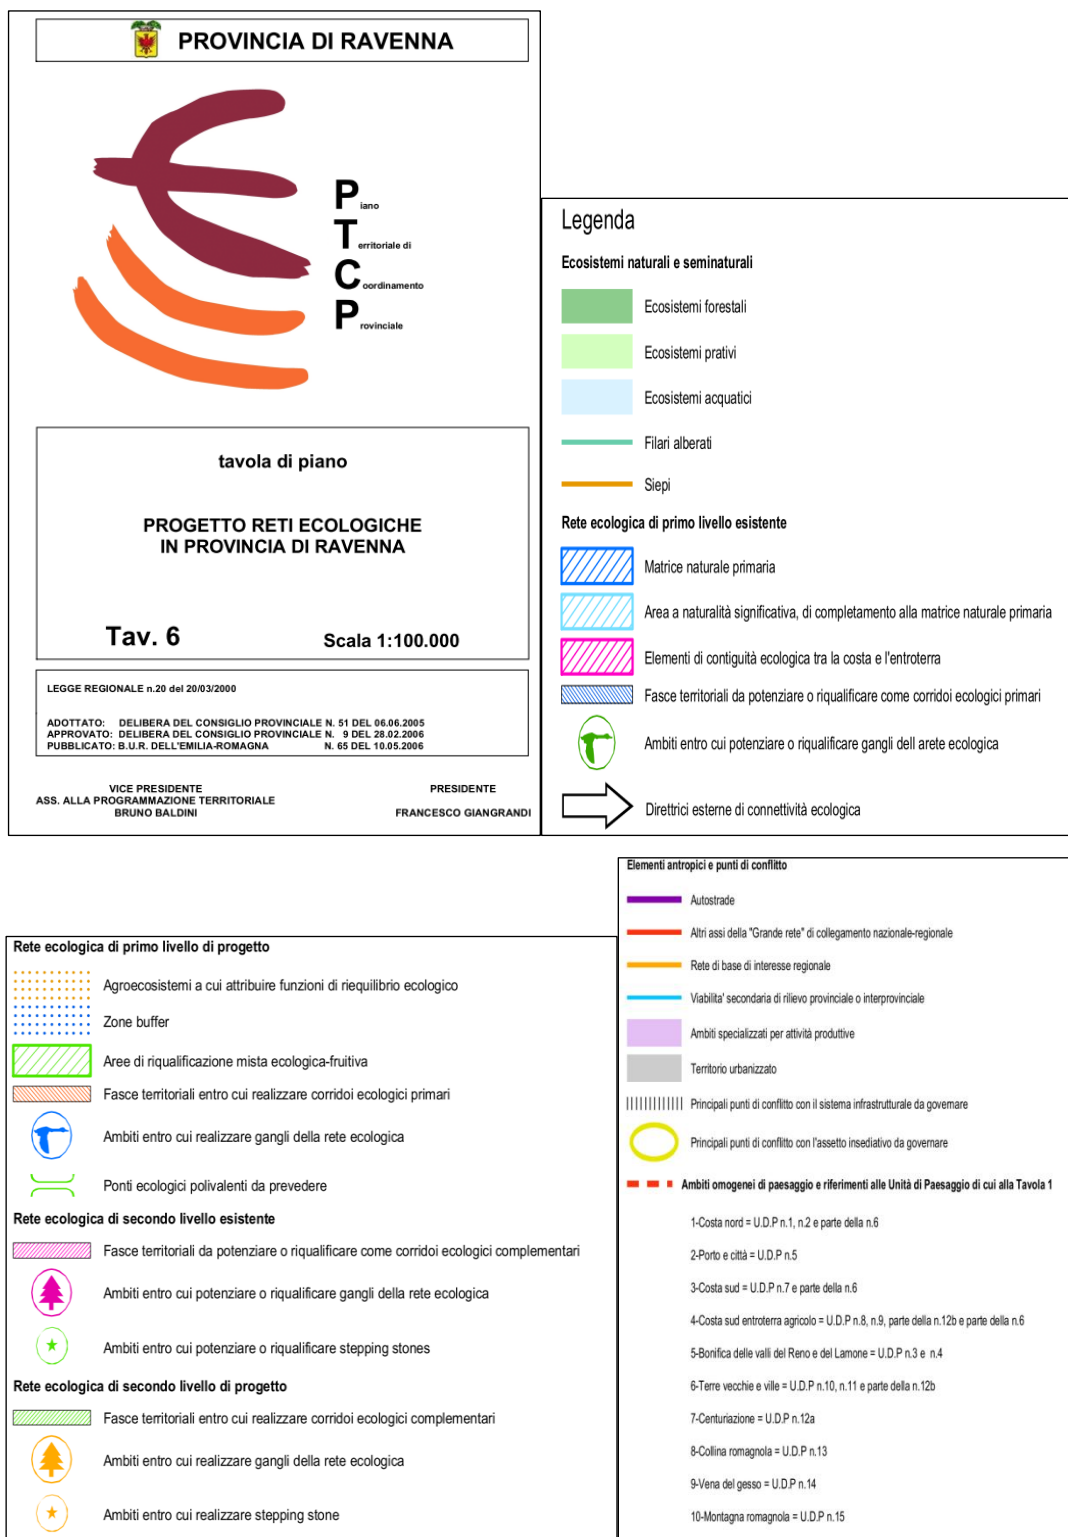 PROVINCIA DI RAVENNA
Piano
Territoriale di
Coordinamento
Provinciale
tavola di piano
PROGETTO RETI ECOLOGICHE
IN PROVINCIA DI RAVENNA
Tav. 6 Scala 1:100.000
LEGGE REGIONALE n.20 del 20/03/2000
ADOTTATO: DELIBERA DEL CONSIGLIO PROVINCIALE N. 51 DEL 06.06.2005
APPROVATO: DELIBERA DEL CONSIGLIO PROVINCIALE N. 9 DEL 28.02.2006
PUBBLICATO: B.U.R. DELL'EMILIA-ROMAGNA N. 65 DEL 10.05.2006
VICE PRESIDENTE
ASS. ALLA PROGRAMMAZIONE TERRITORIALE
BRUNO BALDINI
PRESIDENTE
FRANCESCO GIANGRANDI
Legenda
Ecosistemi naturali e seminaturali
Ecosistemi forestali
Ecosistemi prativi
Ecosistemi acquatici
Filari alberati
Siepi
Rete ecologica di primo livello esistente
Matrice naturale primaria
Area a naturalità significativa, di completamento alla matrice naturale primaria
Elementi di contiguità ecologica tra la costa e l'entroterra
Fasce territoriali da potenziare o riqualificare come corridoi ecologici primari
Ambiti entro cui potenziare o riqualificare gangli dell arete ecologica
Direttrici esterne di connettività ecologica
Rete ecologica di primo livello di progetto
Agroecosistemi a cui attribuire funzioni di riequilibrio ecologico
Zone buffer
Aree di riqualificazione mista ecologica-fruitiva
Fasce territoriali entro cui realizzare corridoi ecologici primari
Ambiti entro cui realizzare gangli della rete ecologica
Ponti ecologici polivalenti da prevedere
Rete ecologica di secondo livello esistente
Fasce territoriali da potenziare o riqualificare come corridoi ecologici complementari
Ambiti entro cui potenziare o riqualificare gangli della rete ecologica
Ambiti entro cui potenziare o riqualificare stepping stones
Rete ecologica di secondo livello di progetto
Fasce territoriali entro cui realizzare corridoi ecologici complementari
Ambiti entro cui realizzare gangli della rete ecologica
Ambiti entro cui realizzare stepping stone
Elementi antropici e punti di conflitto
Autostrade
Altri assi della "Grande rete" di collegamento nazionale-regionale
Rete di base di interesse regionale
Viabilita' secondaria di rilievo provinciale o interprovinciale
Ambiti specializzati per attività produttive
Territorio urbanizzato
Principali punti di conflitto con il sistema infrastrutturale da governare
Principali punti di conflitto con l'assetto insediativo da governare
Ambiti omogenei di paesaggio e riferimenti alle Unità di Paesaggio di cui alla Tavola 1
1-Costa nord = U.D.P n.1, n.2 e parte della n.6
2-Porto e città = U.D.P n.5
3-Costa sud = U.D.P n.7 e parte della n.6
4-Costa sud entroterra agricolo = U.D.P n.8, n.9, parte della n.12b e parte della n.6
5-Bonifica delle valli del Reno e del Lamone = U.D.P n.3 e n.4
6-Terre vecchie e ville = U.D.P n.10, n.11 e parte della n.12b
7-Centuriazione = U.D.P n.12a
8-Collina romagnola = U.D.P n.13
9-Vena del gesso = U.D.P n.14
10-Montagna romagnola = U.D.P n.15